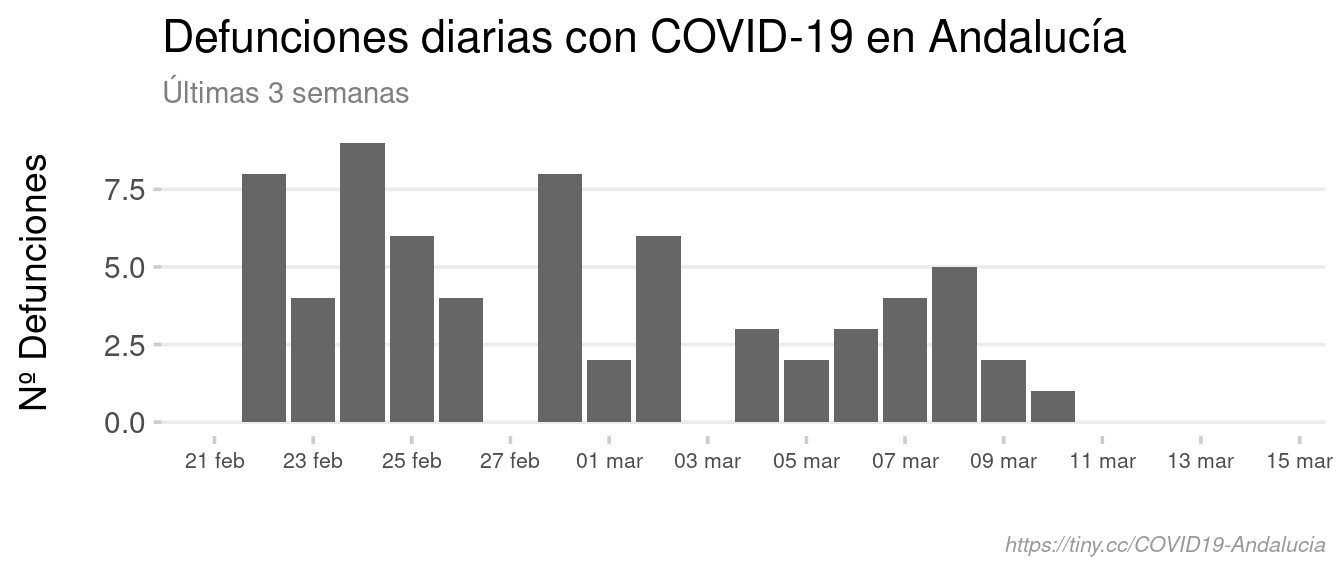 Defunciones diarias con COVID-19 en Andalucía
Últimas 3 semanas
Nº Defunciones
7.5
5.0
2.5
0.0
21 feb 23 feb 25 feb 27 feb 01 mar 03 mar 05 mar 07 mar 09 mar 11 mar 13 mar 15 mar
https://tiny.cc/COVID19-Andalucia